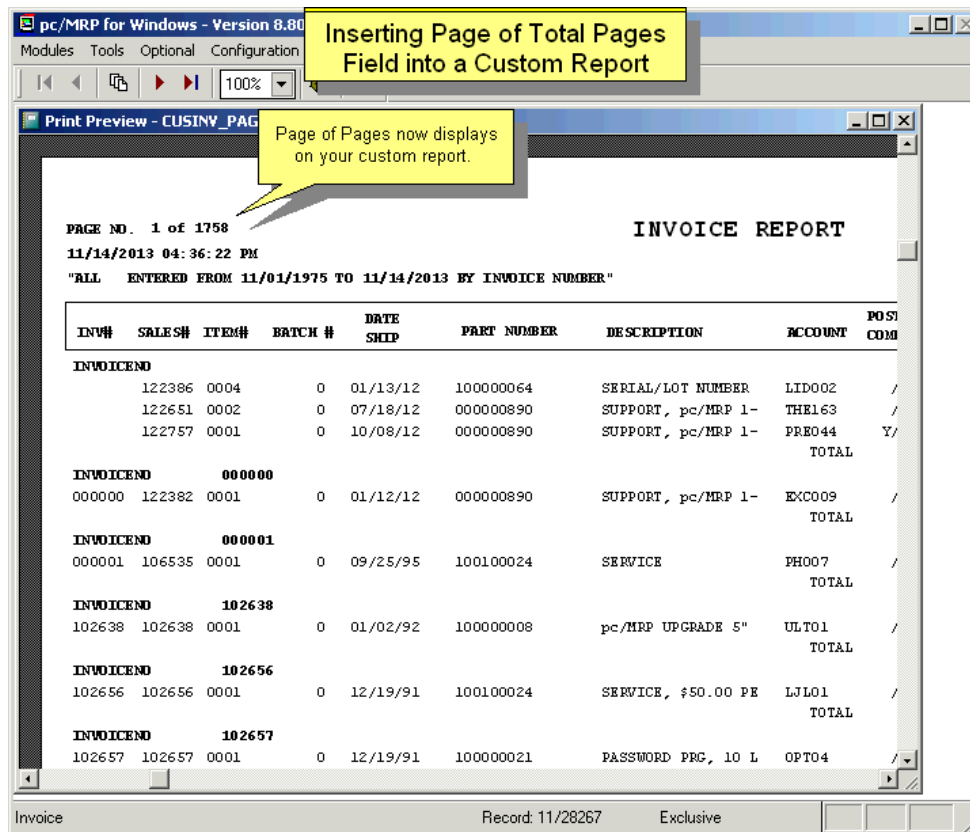 pc/MRP for Windows - Version 8.80
Inserting Page of Total Pages
Field into a Custom Report
Modules Tools Optional Configuration
100%
Print Preview - CUSINV_PAG
Page of Pages now displays
on your custom report.
PAGE NO. 1 of 1758 INVOICE REPORT
11/14/2013 04:36:22 PM
"ALL ENTERED FROM 11/01/1975 TO 11/14/2013 BY INVOICE NUMBER"
DATE POST
INV# SALES# ITEM# BATCH # SHIP PART NUMBER DESCRIPTION ACCOUNT COM
INVOICENO
122386 0004 0 01/13/12 100000064 SERIAL/LOT NUMBER LID002 /
122651 0002 0 07/18/12 000000890 SUPPORT, pc/MRP 1- THE163 /
122757 0001 0 10/08/12 000000890 SUPPORT, pc/MRP 1- PRE044 Y/
TOTAL
INVOICENO 000000
000000 122382 0001 0 01/12/12 000000890 SUPPORT, pc/MRP 1- EXC009 /
TOTAL
INVOICENO 000001
000001 106535 0001 0 09/25/95 100100024 SERVICE PH007 /
TOTAL
INVOICENO 102638
102638 102638 0001 0 01/02/92 100000008 pc/MRP UPGRADE 5" ULT01 /
TOTAL
INVOICENO 102656
102656 102656 0001 0 12/19/91 100100024 SERVICE, $50.00 PE LJL01 /
TOTAL
INVOICENO 102657
102657 102657 0001 0 12/19/91 100000021 PASSWORD PRG, 10 L OPT04 /
Invoice Record: 11/28267 Exclusive